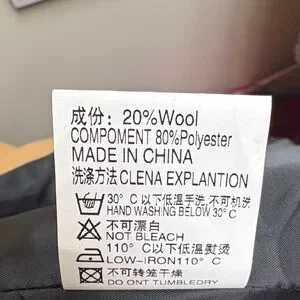 成份: 20%Wool
COMPOMENT 80%Polyester
MADE IN CHINA
洗涤方法 CLENA EXPLANTION
30°C以下低温手洗,不可机洗
HAND WASHING BELOW 30°C
不可漂白
NOT BLEACH
110°C以下低温熨烫
LOW-IRON110°C
不可转笼干燥
DO ONT TUMBLEDRY